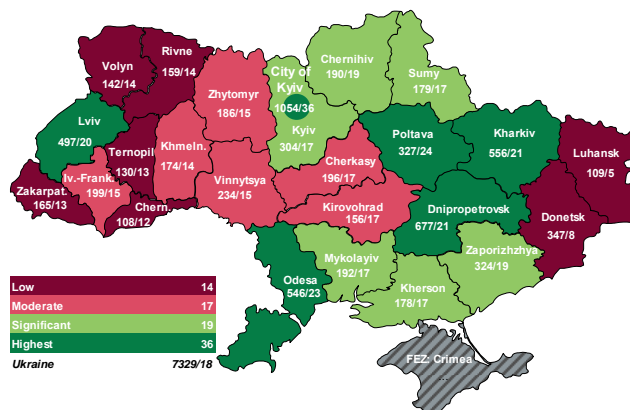 Volyn
142/14
Rivne
159/14
Zhytomyr
186/15
City of
Kyiv
1054/36
Kyiv
304/17
Chernihiv
190/19
Sumy
179/17
Lviv
497/20
Ternopil
130/13
Khmeln.
174/14
Vinnytsya
234/15
Cherkasy
196/17
Poltava
327/24
Kharkiv
556/21
Luhansk
109/5
Zakarpat.
165/13
Iv.-Frank.
199/15
Chern
108/12
Kirovohrad
156/17
Dnipropetrovsk
677/21
Donetsk
347/8
Odesa
546/23
Mykolayiv
192/17
Kherson
178/17
Zaporizhzhya
324/19
FEZ: Crimea
...
Low 14
Moderate 17
Significant 19
Highest 36
Ukraine 7329/18